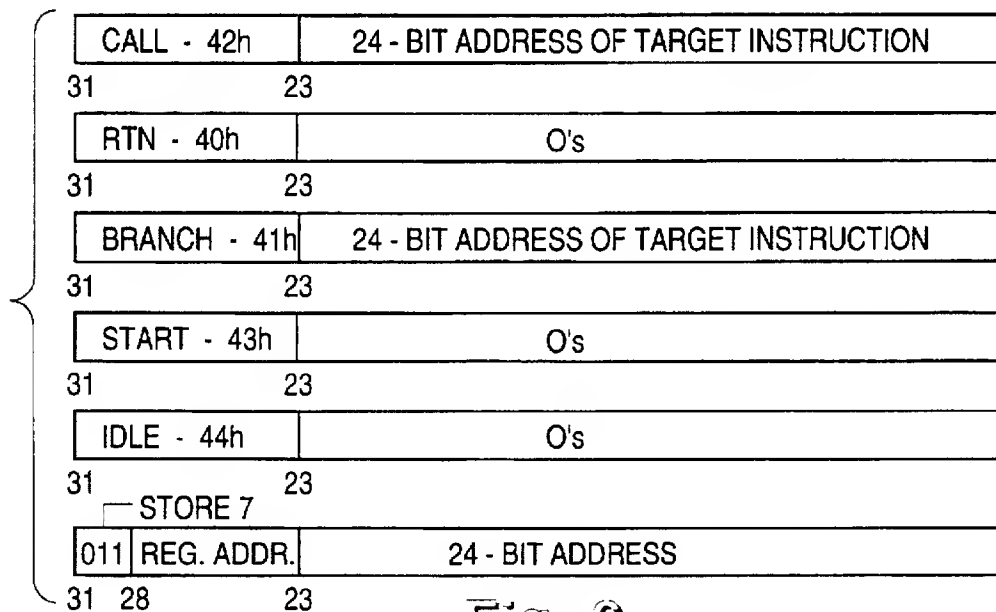 CALL - 42h 24 - BIT ADDRESS OF TARGET INSTRUCTION
31 23
RTN - 40h O's
31 23
BRANCH - 41h 24 - BIT ADDRESS OF TARGET INSTRUCTION
31 23
START - 43h O's
31 23
IDLE - 44h O's
31 23
STORE 7
011 REG. ADDR. 24 - BIT ADDRESS
31 28 23